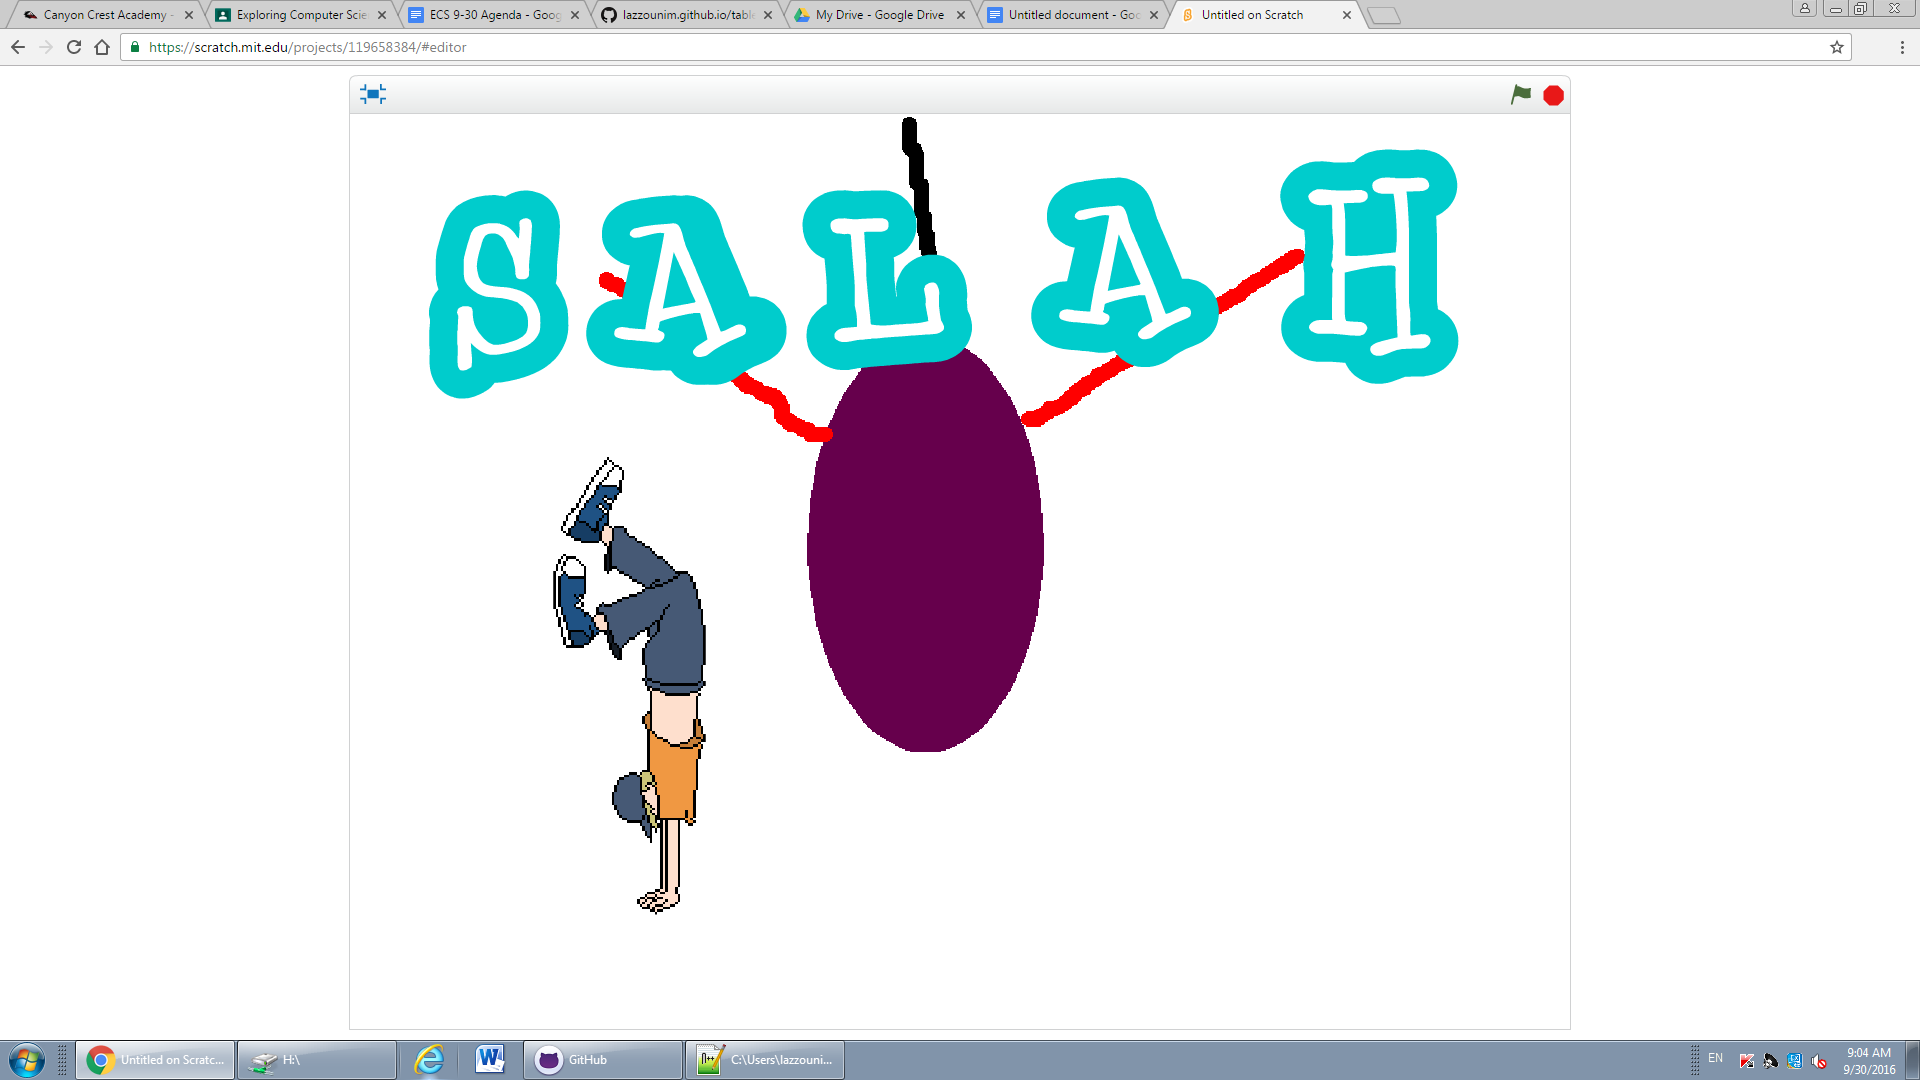 Canyon Crest Academy -
Exploring Computer Scie
ECS 9-30 Agenda - Goog
lazzounim.github.io/table
My Drive - Google Drive
Untitled document - Goo
Untitled on Scratch
https://scratch.mit.edu/projects/119658384/#editor
SALAH
Untitled on Scratc...
H:\
GitHub
C:\Users\lazzouni...
EN
9:04 AM
9/30/2016